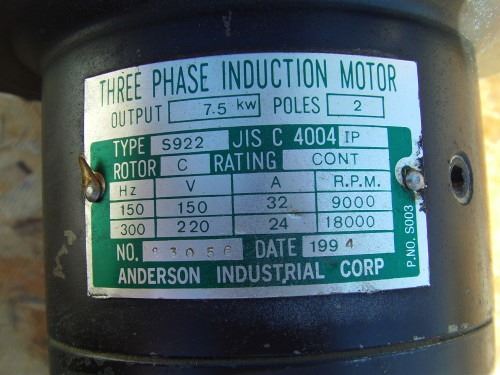 THREE PHASE INDUCTION MOTOR
OUTPUT 7.5 kw POLES 2
TYPE S922 JIS C 4004 IP
ROTOR C RATING CONT
Hz V A R.P.M.
150 150 32 9000
300 220 24 18000
NO. 93056 DATE 1994
ANDERSON INDUSTRIAL CORP
P.NO. S003